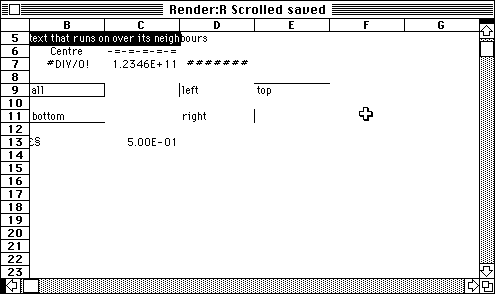 Render:R Scrolled saved
B C D E F G
5 text that runs on over its neighbours
6 Centre -=-=-=-=-=
7 #DIV/0! 1.2346E+11 #######
8
9 all left top
10
11 bottom right
12
13 CS 5.00E-01
14
15
16
17
18
19
20
21
22
23